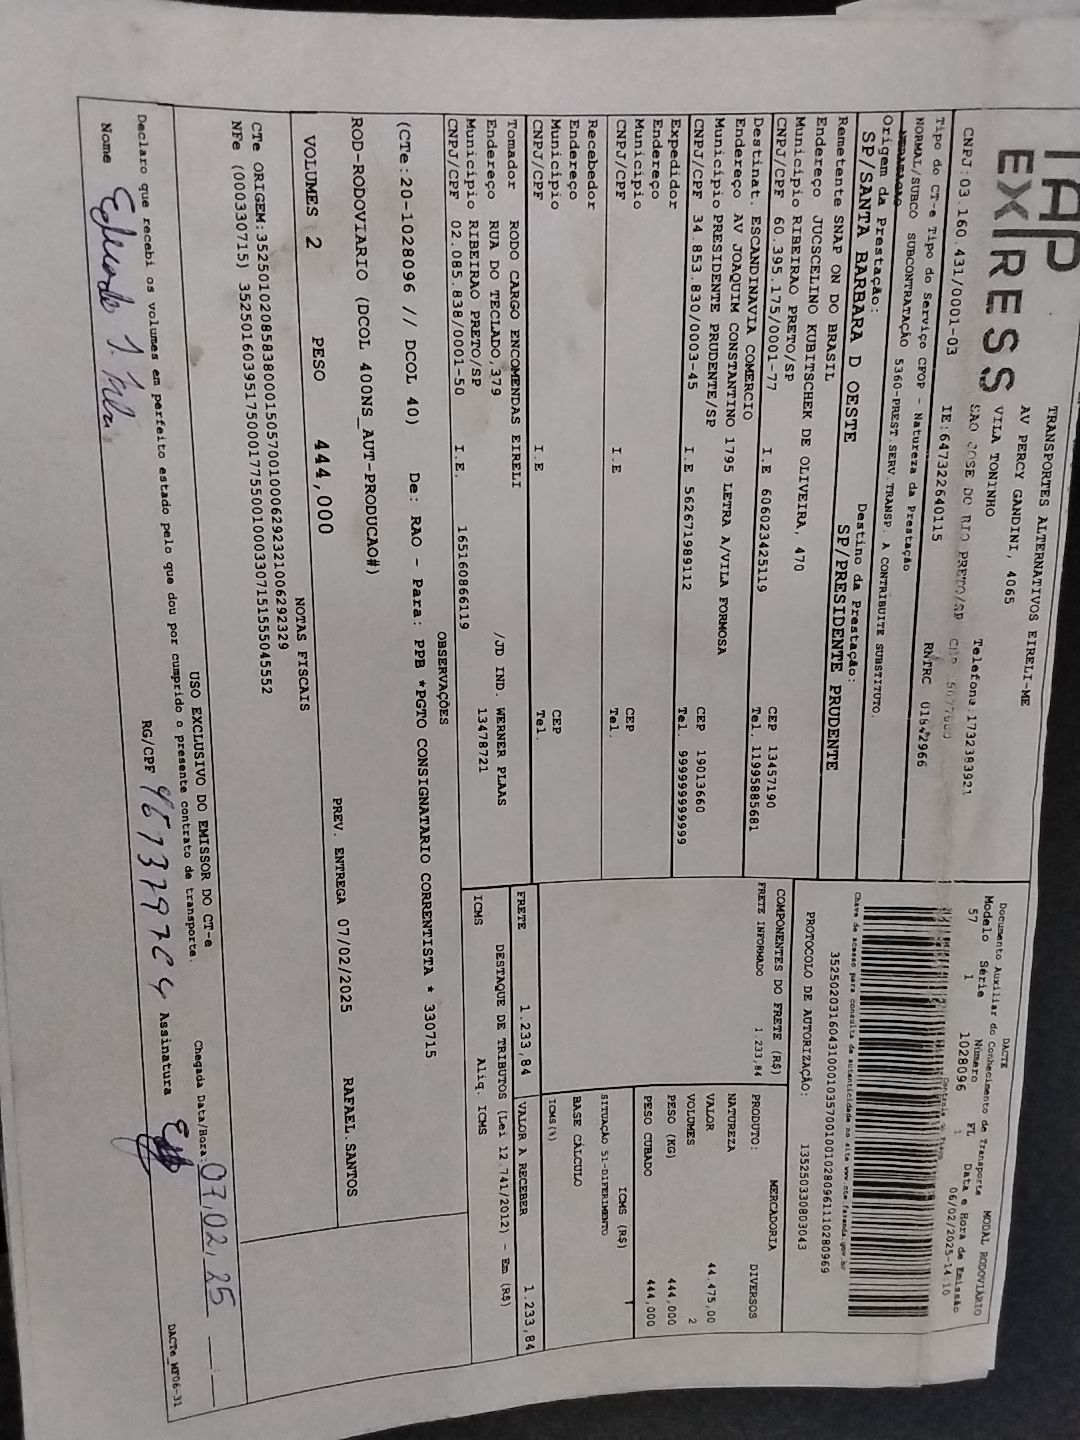 TAP
EXPRESS
TRANSPORTES ALTERNATIVOS EIRELI-ME
AV PERCY GANDINI, 4065
VILA TONINHO Telefone:1732383921
SAO JOSE DO RIO PRETO/SP CEP
CNPJ:03.160.431/0001-03 IE:647322640115 RNTRC 01842966
DACTE MODAL RODOVIÁRIO
Documento Auxiliar do Conhecimento de Transporte
Modelo Série Número FL Data e Hora de Emissão
57 1 1028096 1 06/02/2025-14:10
Controle do Fisco
Chave de acesso para consulta de autenticidade no site www.cte.fazenda.gov.br
35250203160431000103570010010280961110280969
PROTOCOLO DE AUTORIZAÇÃO: 135250330803043
Tipo do CT-e Tipo do Serviço CFOP - Natureza da Prestação
NORMAL/SUBCO SUBCONTRATAÇÃO 5360-PREST.SERV.TRANSP. A CONTRIBUITE SUBSTITUTO.
Origem da Prestação: Destino da Prestação:
SP/SANTA BARBARA D OESTE SP/PRESIDENTE PRUDENTE
Remetente SNAP ON DO BRASIL
Endereço JUCSCELINO KUBITSCHEK DE OLIVEIRA, 470
Município RIBEIRAO PRETO/SP CEP 13457190
CNPJ/CPF 60.395.175/0001-77 I.E 606023425119 Tel. 11995885681
Destinat. ESCANDINAVIA COMERCIO
Endereço AV JOAQUIM CONSTANTINO 1795 LETRA A/VILA FORMOSA
Município PRESIDENTE PRUDENTE/SP CEP 19013660
CNPJ/CPF 34.853.830/0003-45 I.E 562671989112 Tel. 99999999999
Expedidor
Endereço
Município CEP
CNPJ/CPF I.E Tel.
Recebedor
Endereço
Município CEP
CNPJ/CPF I.E Tel.
Tomador RODO CARGO ENCOMENDAS EIRELI
Endereço RUA DO TECLADO,379 /JD IND. WERNER PLAAS
Município RIBEIRAO PRETO/SP 13478721
CNPJ/CPF 02.085.838/0001-50 I.E. 165160866119
COMPONENTES DO FRETE (R$)
FRETE INFORMADO 1.233,84
MERCADORIA
PRODUTO: DIVERSOS
NATUREZA
VALOR 44.475,00
VOLUMES 2
PESO (KG) 444,000
PESO CUBADO 444,000
ICMS (R$)
SITUAÇÃO 51-DIFERIMENTO
BASE CÁLCULO
ICMS(%)
FRETE 1.233,84 VALOR A RECEBER 1.233,84
DESTAQUE DE TRIBUTOS (Lei 12.741/2012) - Em (R$)
ICMS Aliq. ICMS
OBSERVAÇÕES
(CTe:20-1028096 // DCOL 40) De: RAO - Para: PPB *PGTO CONSIGNATARIO CORRENTISTA * 330715
ROD-RODOVIARIO (DCOL 400NS_AUT-PRODUCAO#)
VOLUMES 2 PESO 444,000 PREV. ENTREGA 07/02/2025 RAFAEL.SANTOS
NOTAS FISCAIS
CTe ORIGEM:35250102085838000150570010006292321006292329
NFe (000330715) 35250160395175000177550010003307151555045552
USO EXCLUSIVO DO EMISSOR DO CT-e
Declaro que recebi os volumes em perfeito estado pelo que dou por cumprido o presente contrato de transporte.
Chegada Data/Hora: 07,02,25 __:__
Nome RG/CPF Assinatura
DACTe_MF06-31